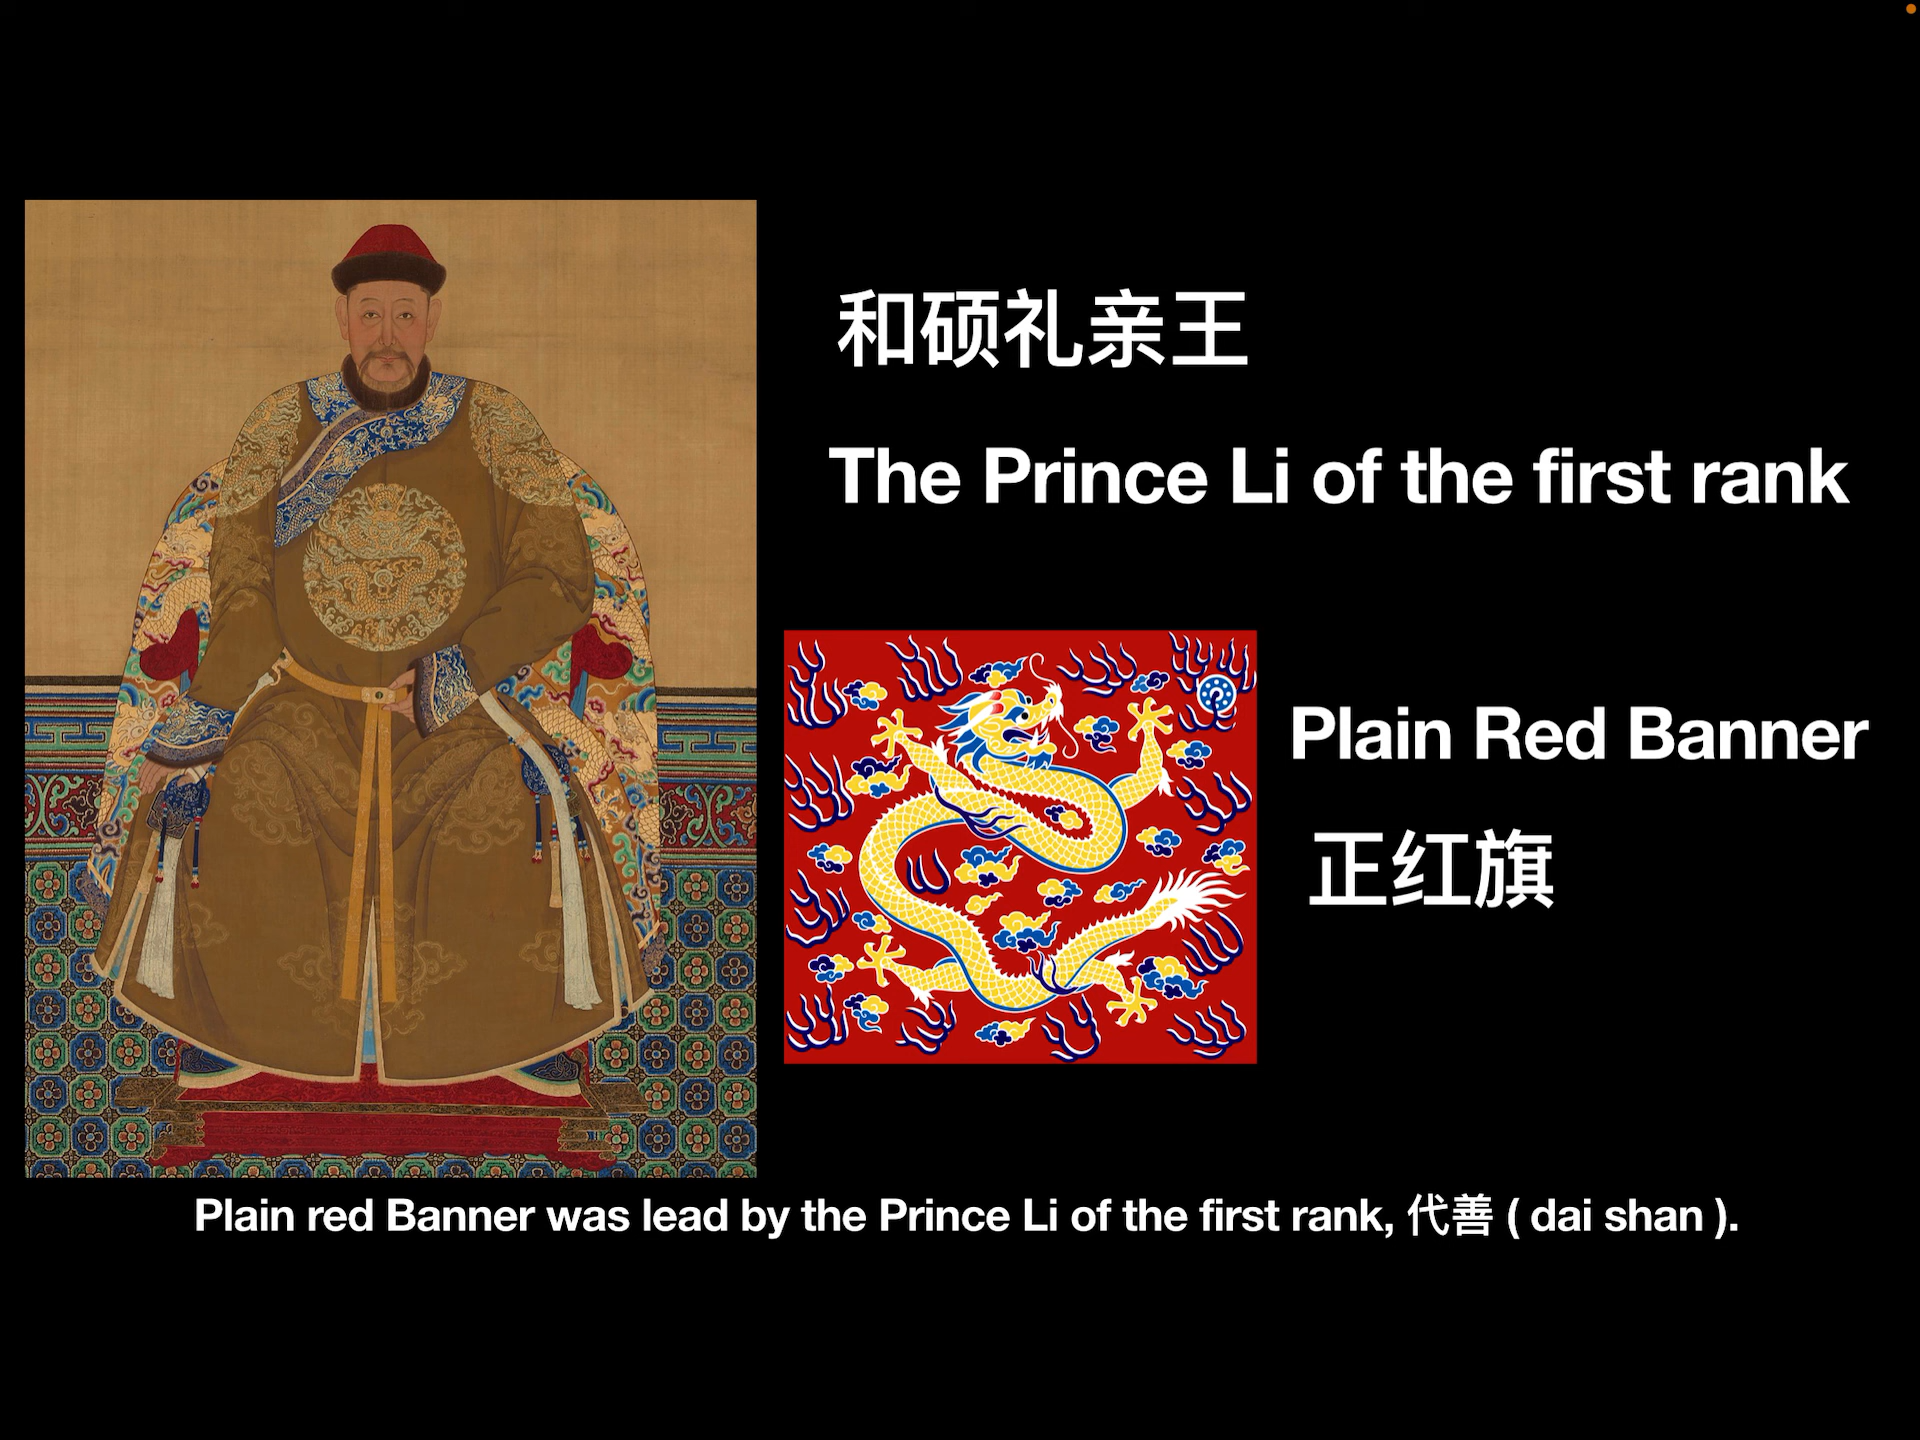 和硕礼亲王
The Prince Li of the first rank
Plain Red Banner
正红旗
Plain red Banner was lead by the Prince Li of the first rank, 代善 ( dai shan ).